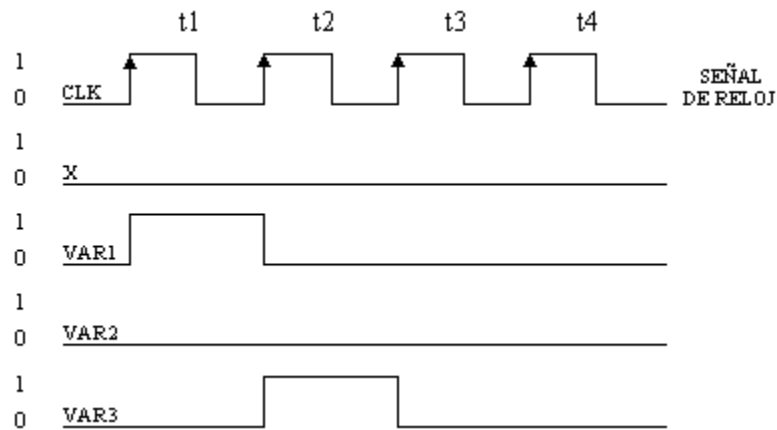 t1 t2 t3 t4
1
0 CLK
SEÑAL
DE RELOJ
1
0 X
1
0 VAR1
1
0 VAR2
1
0 VAR3